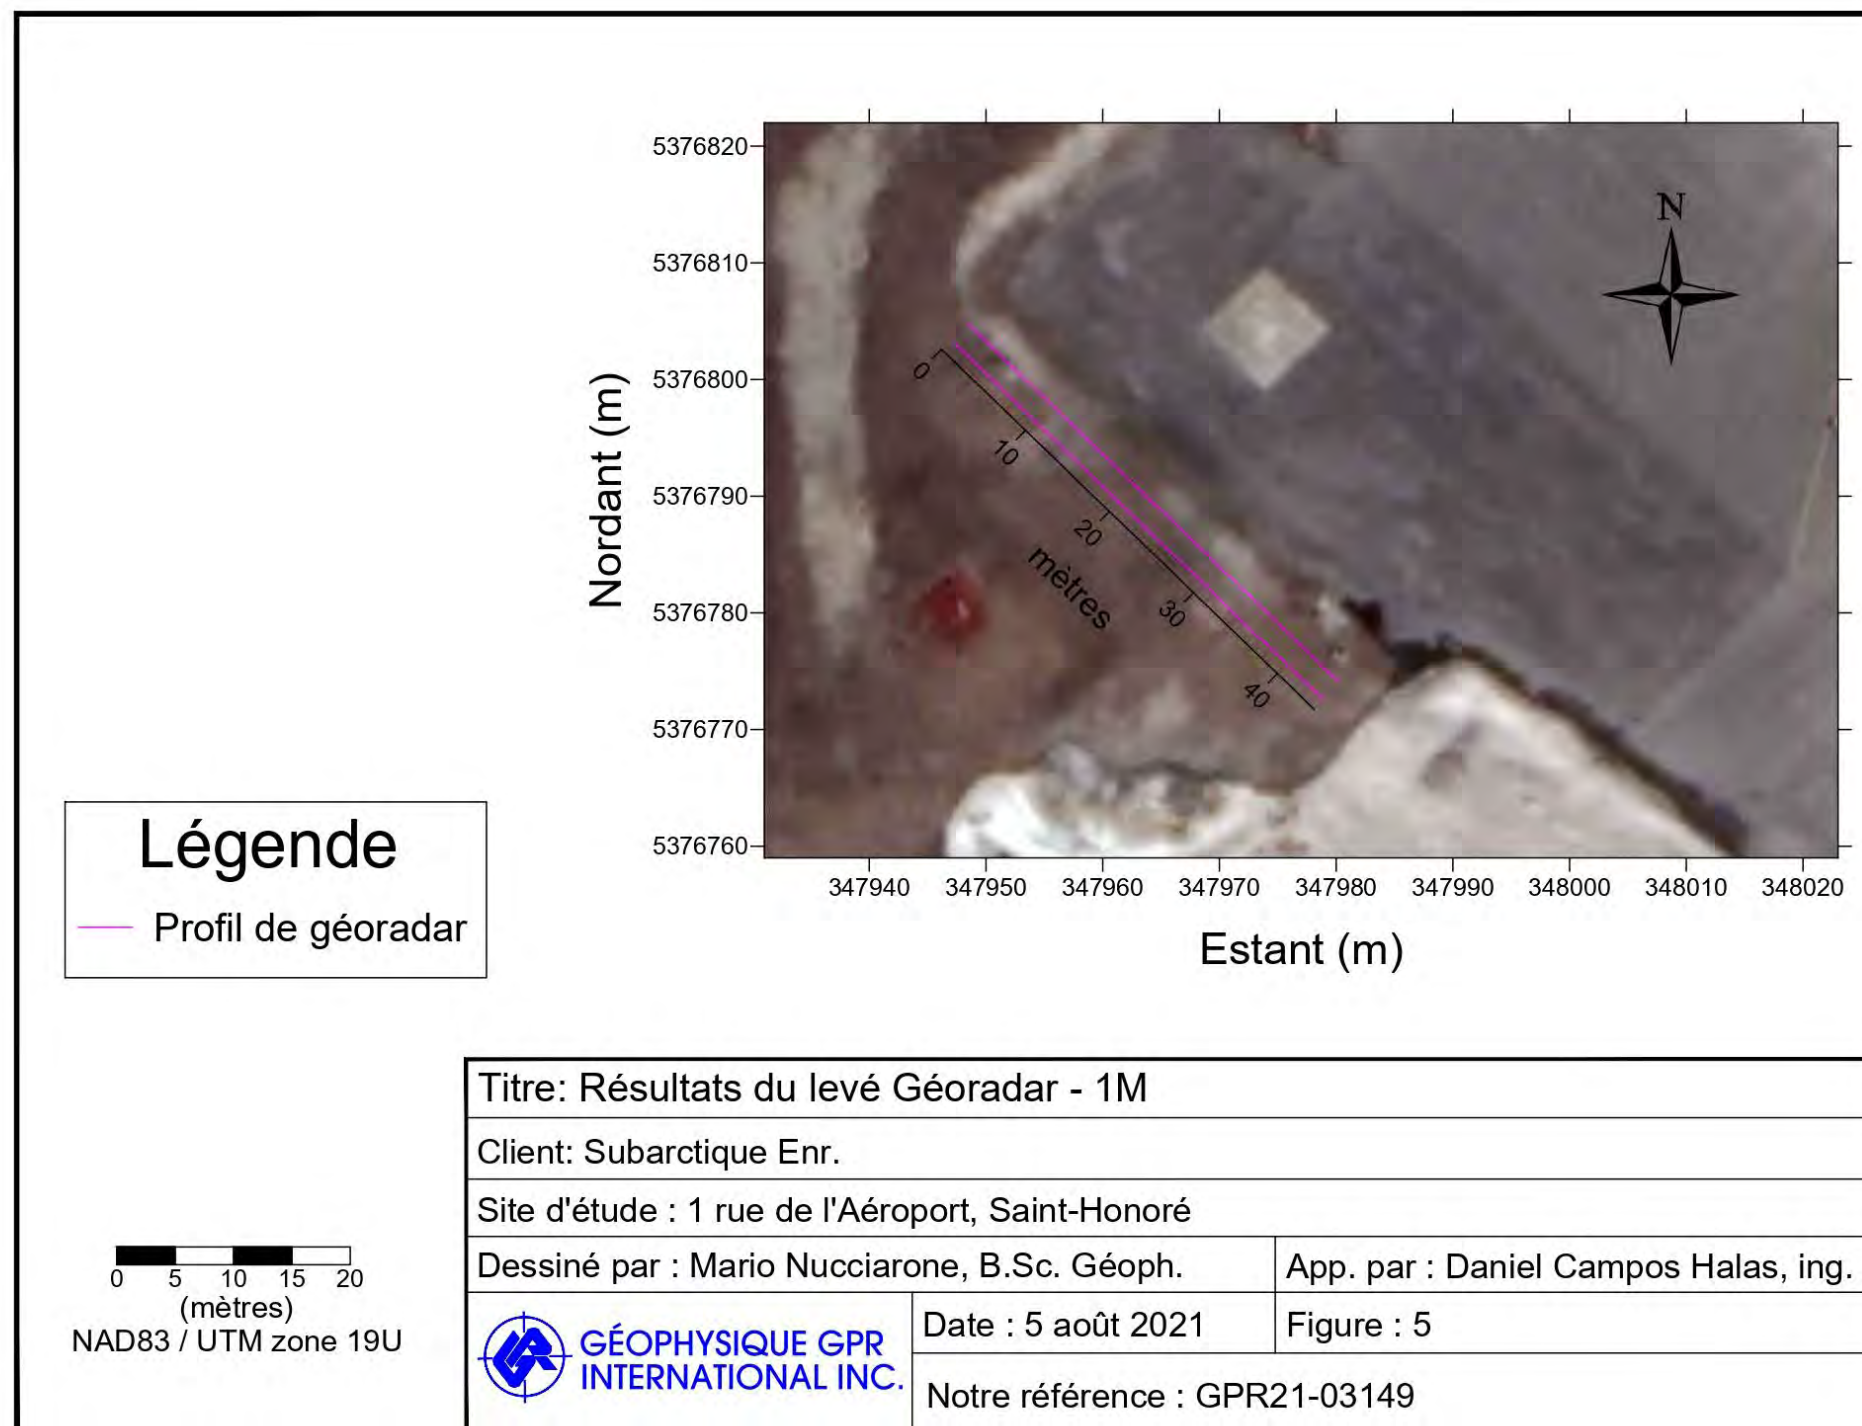 5376820
5376810
5376800
5376790
5376780
5376770
5376760
Nordant (m)
N
0
10
20
30
40
mètres
347940 347950 347960 347970 347980 347990 348000 348010 348020
Estant (m)
Légende
Profil de géoradar
0 5 10 15 20
(mètres)
NAD83 / UTM zone 19U
Titre: Résultats du levé Géoradar - 1M
Client: Subarctique Enr.
Site d'étude : 1 rue de l'Aéroport, Saint-Honoré
Dessiné par : Mario Nucciarone, B.Sc. Géoph.
App. par : Daniel Campos Halas, ing.
GÉOPHYSIQUE GPR
INTERNATIONAL INC.
Date : 5 août 2021
Figure : 5
Notre référence : GPR21-03149